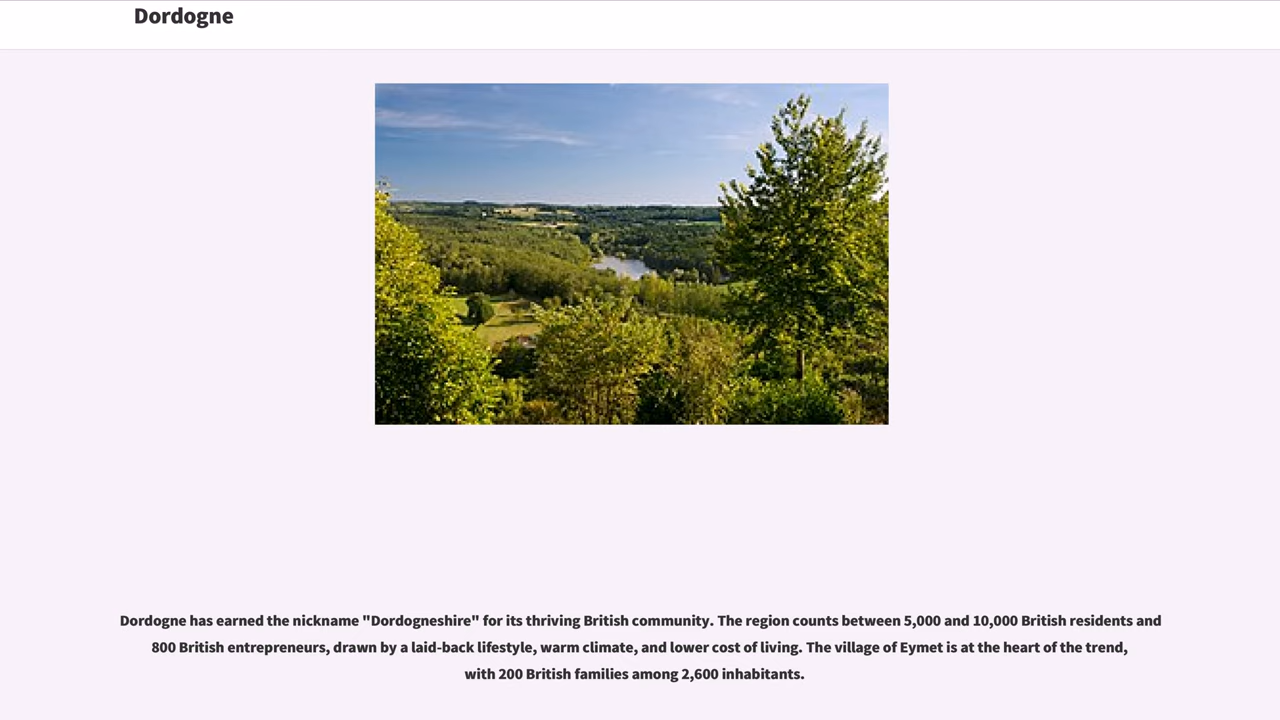 Dordogne
Dordogne has earned the nickname "Dordogneshire" for its thriving British community. The region counts between 5,000 and 10,000 British residents and
800 British entrepreneurs, drawn by a laid-back lifestyle, warm climate, and lower cost of living. The village of Eymet is at the heart of the trend,
with 200 British families among 2,600 inhabitants.